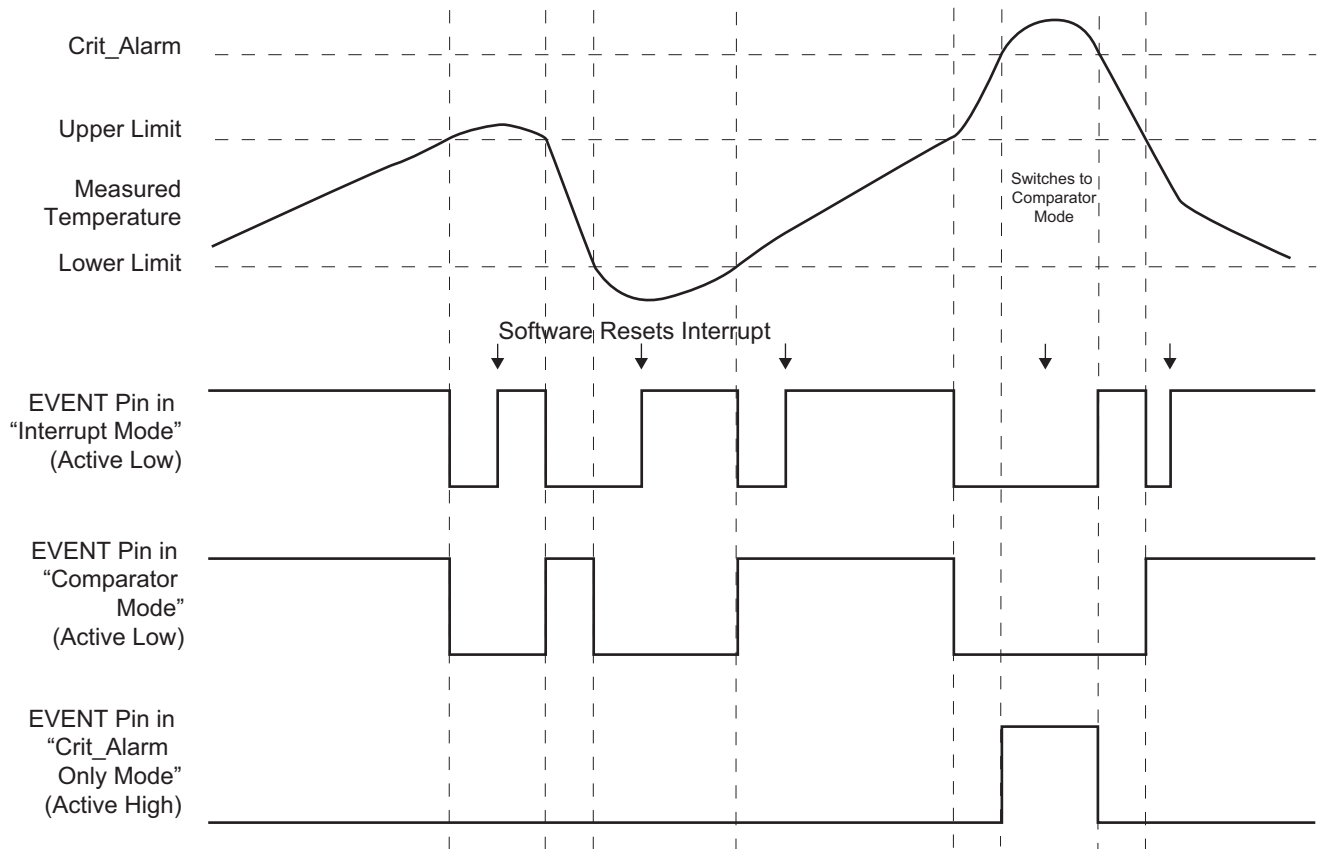 Crit_Alarm
Upper Limit
Measured
Temperature
Lower Limit
Switches to
Comparator
Mode
Software Resets Interrupt
EVENT Pin in
“Interrupt Mode”
(Active Low)
EVENT Pin in
“Comparator
Mode”
(Active Low)
EVENT Pin in
“Crit_Alarm
Only Mode”
(Active High)